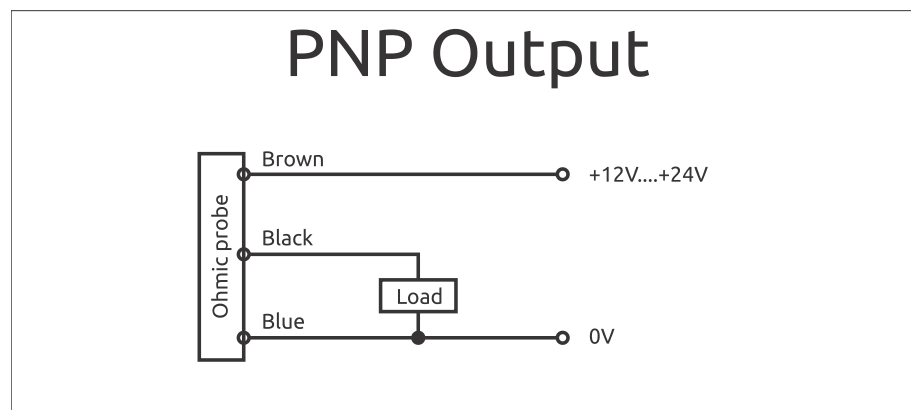 PNP Output
Brown
+12V....+24V
Ohmic probe
Black
Load
Blue
0V